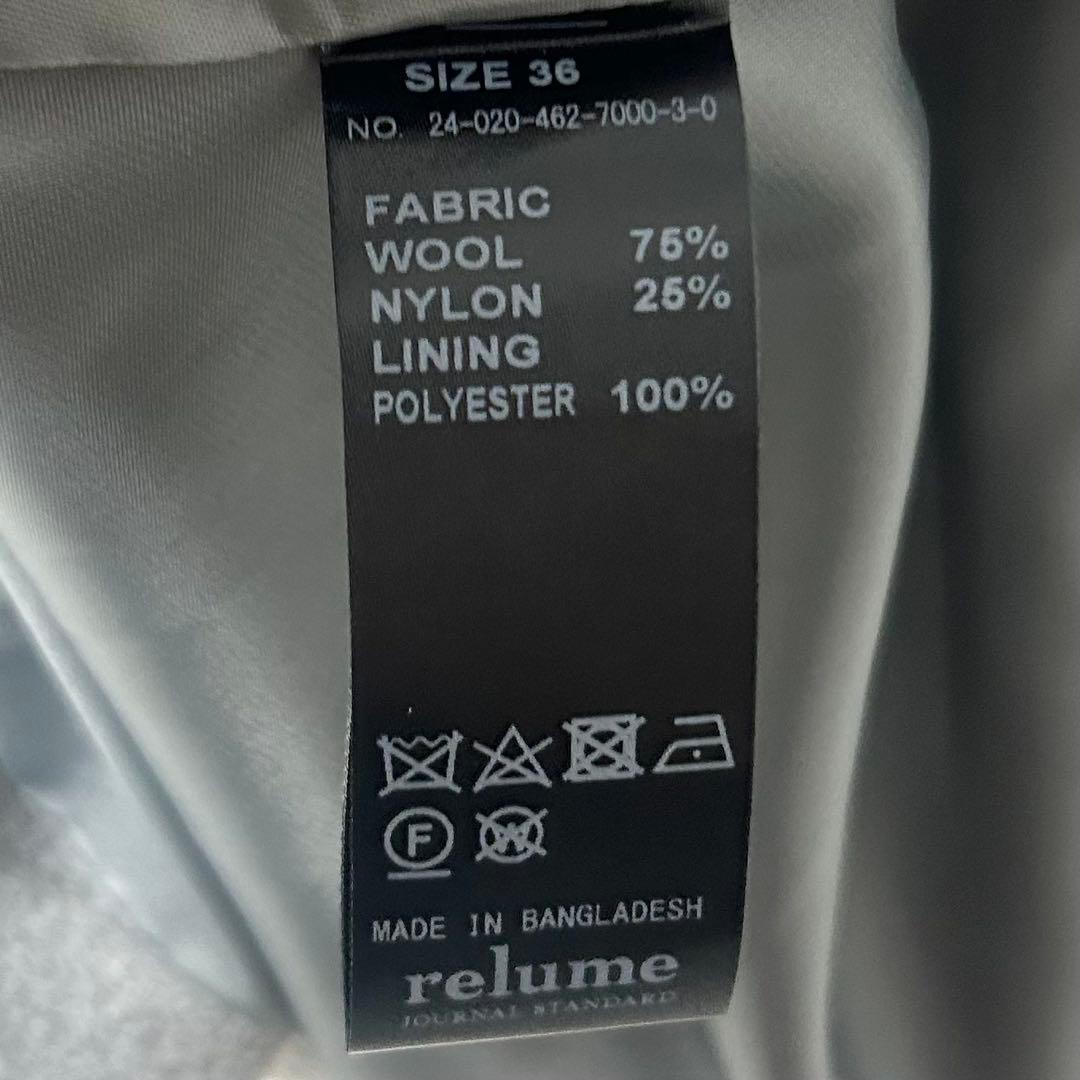 SIZE 36
NO. 24-020-462-7000-3-0
FABRIC
WOOL 75%
NYLON 25%
LINING
POLYESTER 100%
F W
MADE IN BANGLADESH
relume
JOURNAL STANDARD